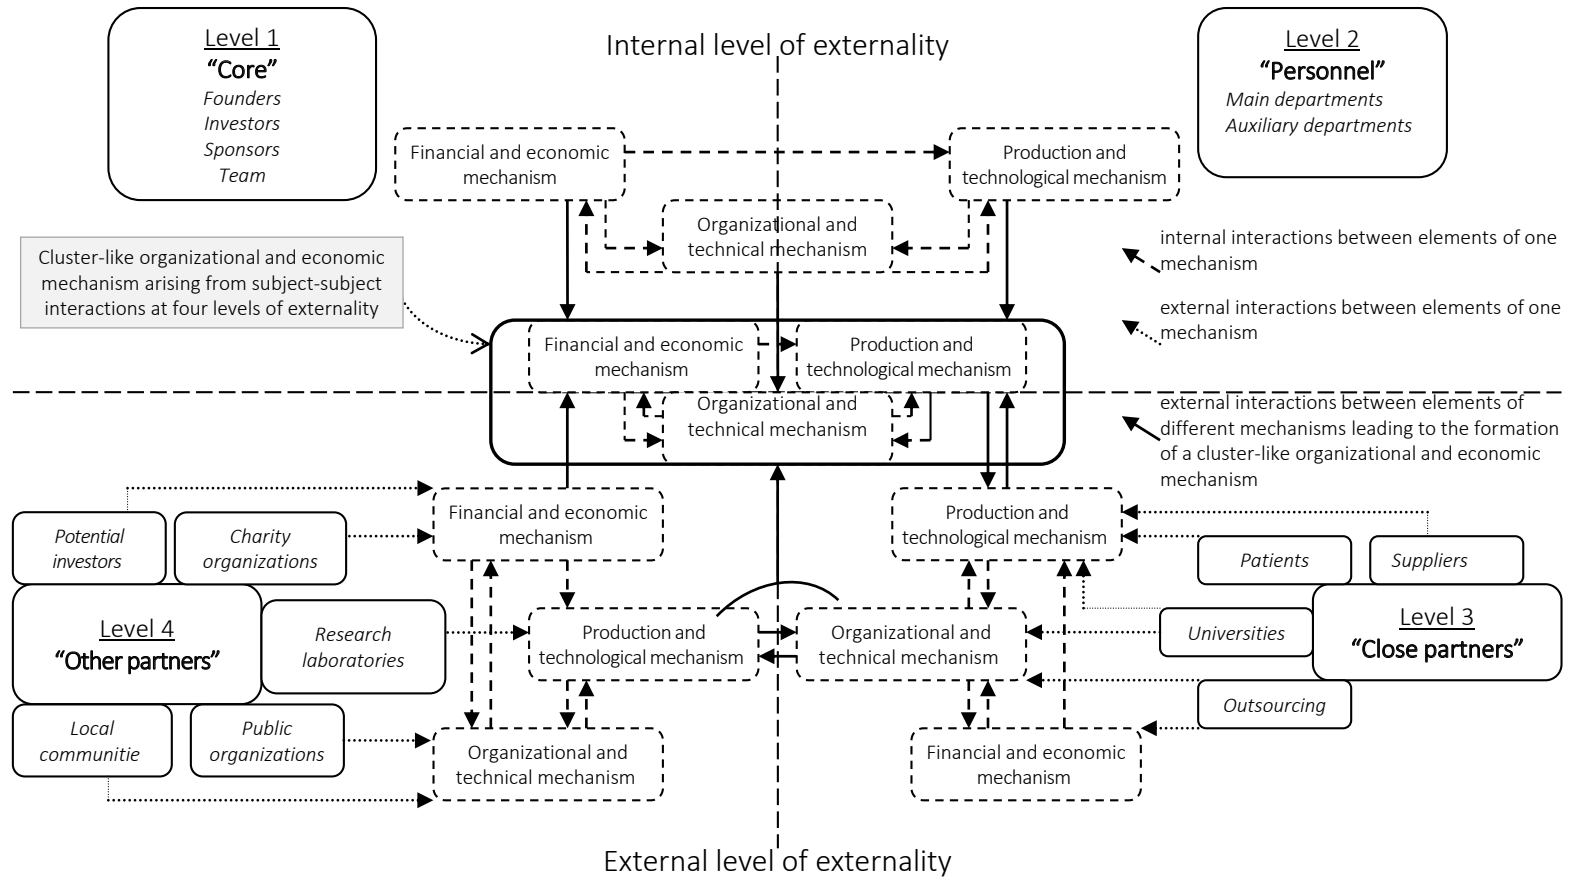 Level 1
“Core”
Founders
Investors
Sponsors
Team
Internal level of externality
Level 2
“Personnel”
Main departments
Auxiliary departments
Financial and economic
mechanism
Production and
technological mechanism
Organizational and
technical mechanism
Cluster-like organizational and economic
mechanism arising from subject-subject
interactions at four levels of externality
internal interactions between elements of one
mechanism
external interactions between elements of one
mechanism
Financial and economic
mechanism
Production and
technological mechanism
Organizational and
technical mechanism
external interactions between elements of
different mechanisms leading to the formation
of a cluster-like organizational and economic
mechanism
Financial and economic
mechanism
Production and
technological mechanism
Potential
investors
Charity
organizations
Level 4
“Other partners”
Research
laboratories
Local
communitie
Public
organizations
Production and
technological mechanism
Organizational and
technical mechanism
Patients
Suppliers
Universities
Level 3
“Close partners”
Outsourcing
Organizational and
technical mechanism
Financial and economic
mechanism
External level of externality